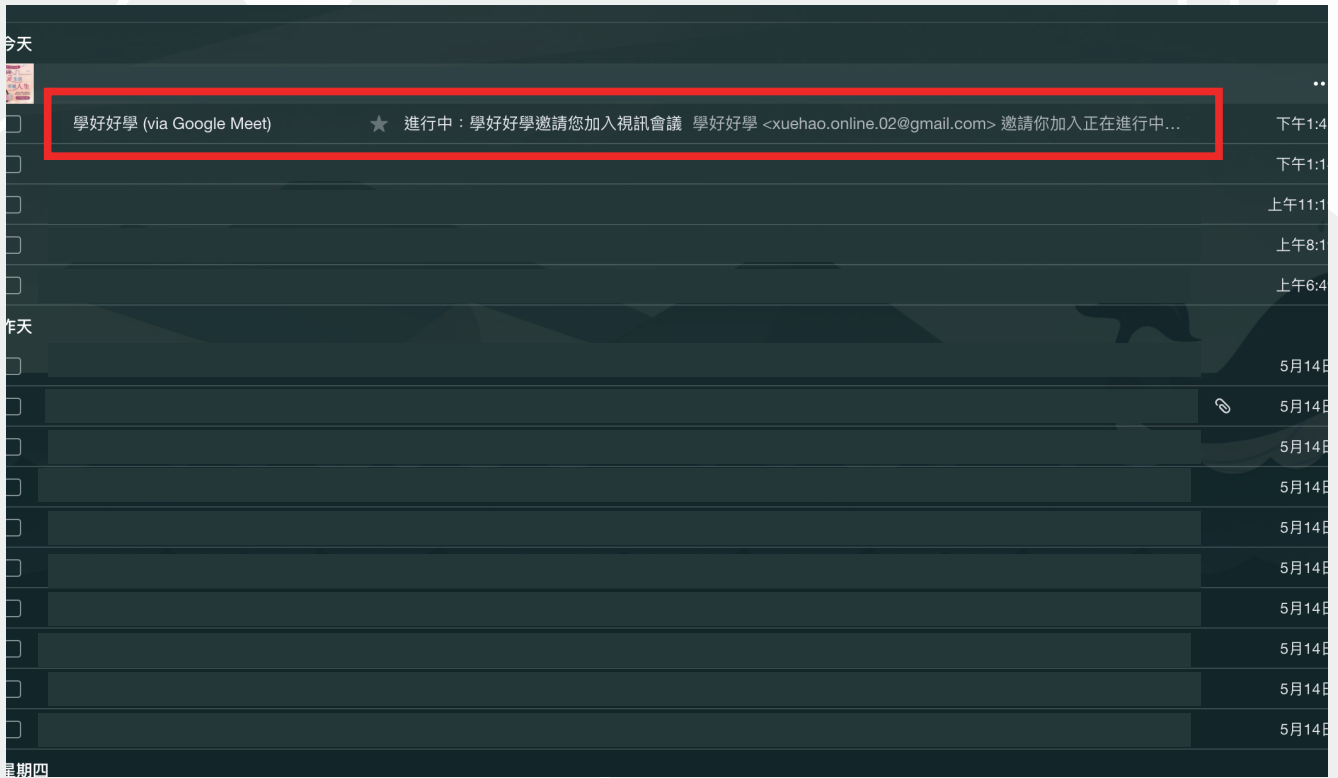 今天
學好好學 (via Google Meet) ★ 進行中：學好好學邀請您加入視訊會議 學好好學 <xuehao.online.02@gmail.com> 邀請你加入正在進行中... 下午1:4
下午1:1
上午11:1
上午8:1
上午6:4
昨天
5月14日
5月14日
5月14日
5月14日
5月14日
5月14日
5月14日
5月14日
5月14日
5月14日
星期四